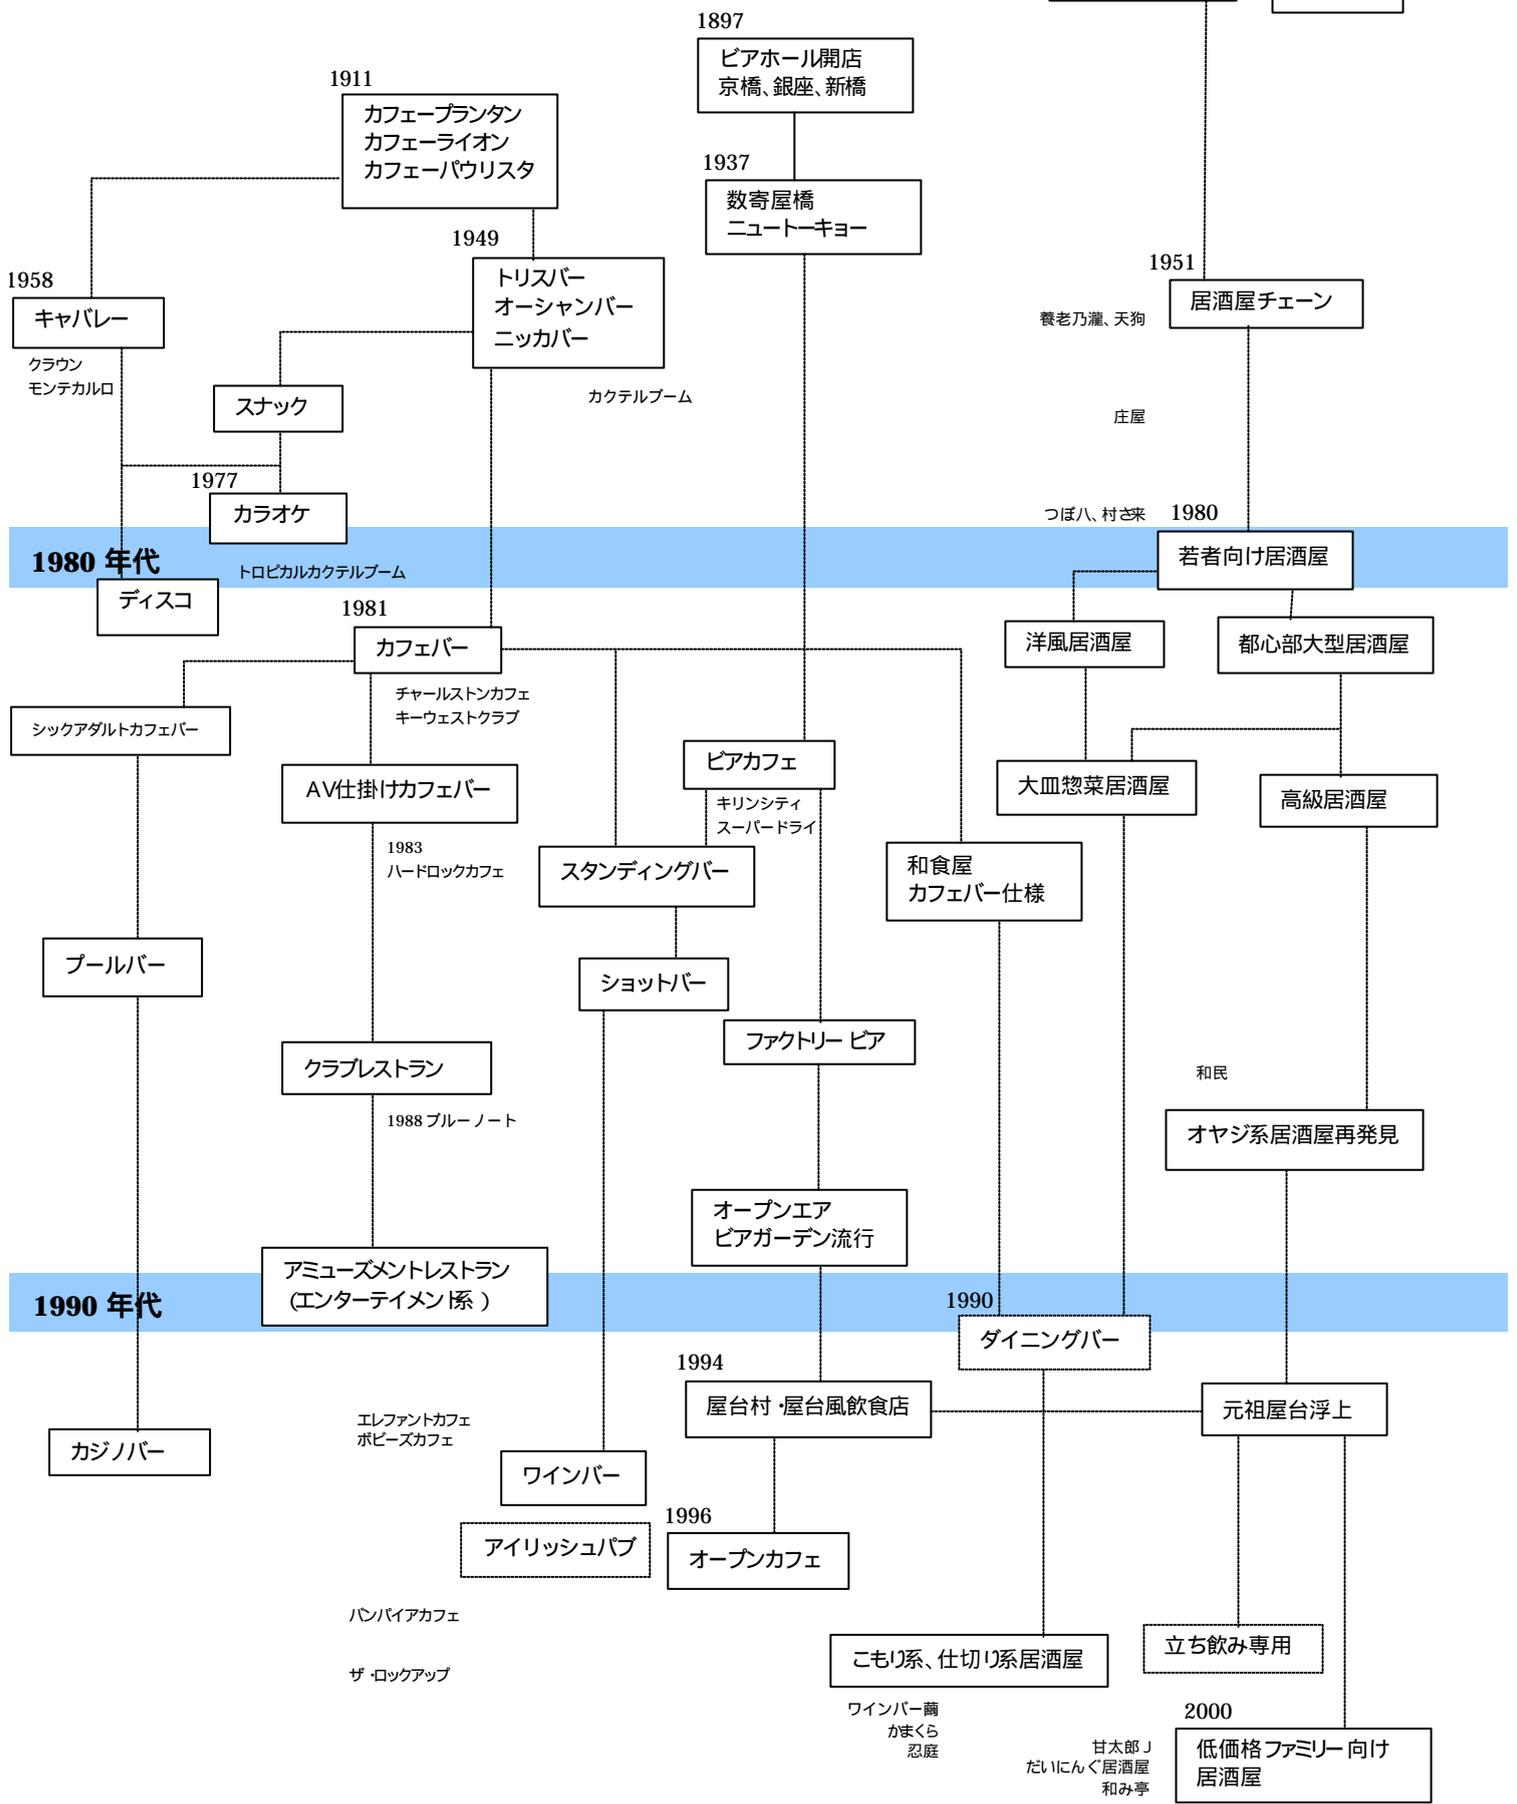 1897
ビアホール開店
京橋、銀座、新橋
1911
カフェープランタン
カフェーライオン
カフェーパウリスタ
1937
数寄屋橋
ニュートーキョー
1949
トリスバー
オーシャンバー
ニッカバー
1951
居酒屋チェーン
1958
キャバレー
養老乃瀧、天狗
クラウン
モンテカルロ
カクテルブーム
スナック
庄屋
1977
カラオケ
つぼ八、村さ来
1980
若者向け居酒屋
1980 年代
トロピカルカクテルブーム
ディスコ
1981
カフェバー
洋風居酒屋
都心部大型居酒屋
チャールストンカフェ
キーウェストクラブ
シックアダルトカフェバー
ビアカフェ
AV仕掛けカフェバー
大皿惣菜居酒屋
高級居酒屋
キリンシティ
スーパードライ
1983
ハードロックカフェ
スタンディングバー
和食屋
カフェバー仕様
プールバー
ショットバー
ファクトリー ビア
クラブレストラン
和民
1988 ブルーノート
オヤジ系居酒屋再発見
オープンエア
ビアガーデン流行
アミューズメントレストラン
(エンターテイメント系 )
1990 年代
1990
ダイニングバー
1994
屋台村・屋台風飲食店
元祖屋台浮上
エレファントカフェ
ボビーズカフェ
カジノバー
ワインバー
1996
アイリッシュパブ
オープンカフェ
バンパイアカフェ
立ち飲み専用
こもり系、仕切り系居酒屋
ザ・ロックアップ
ワインバー繭
かまくら
忍庭
2000
甘太郎J
だいにんぐ居酒屋
和み亭
低価格ファミリー向け
居酒屋